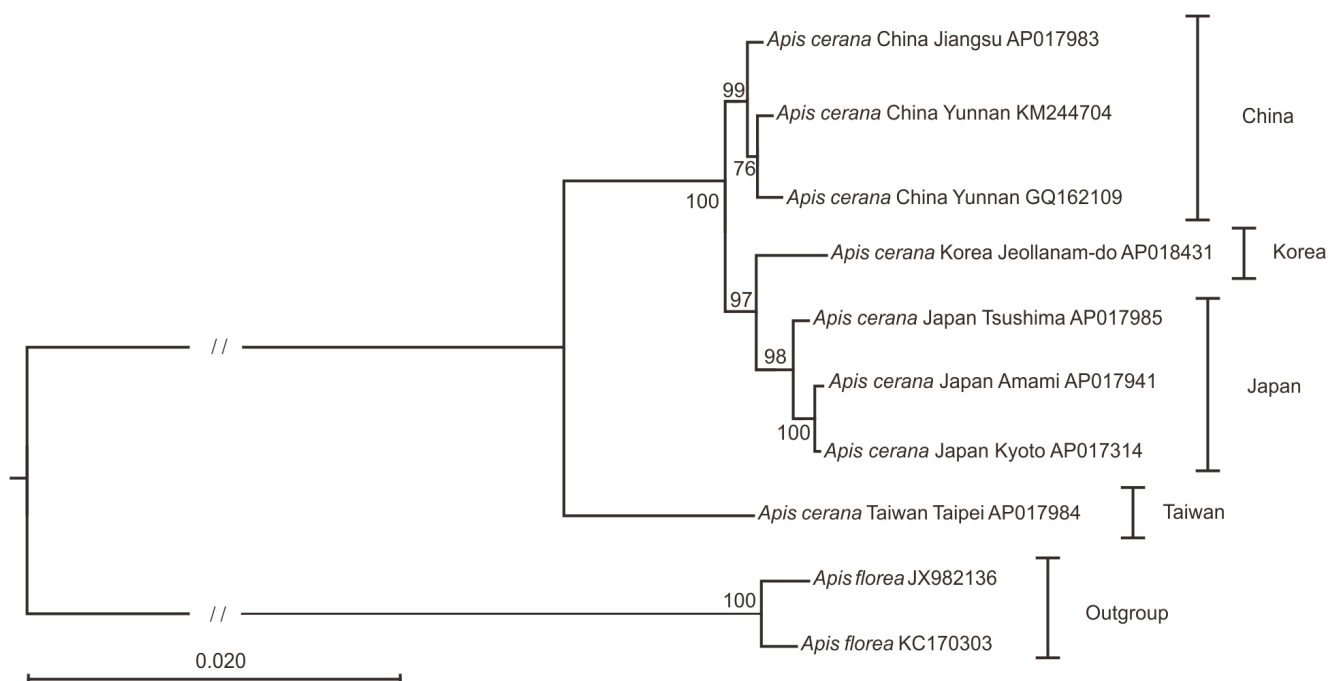 Apis cerana China Jiangsu AP017983
99
Apis cerana China Yunnan KM244704
China
76
Apis cerana China Yunnan GQ162109
100
Apis cerana Korea Jeollanam-do AP018431
Korea
97
Apis cerana Japan Tsushima AP017985
98
Apis cerana Japan Amami AP017941
Japan
100
Apis cerana Japan Kyoto AP017314
//
Apis cerana Taiwan Taipei AP017984
Taiwan
Apis florea JX982136
100
//
Outgroup
Apis florea KC170303
0.020